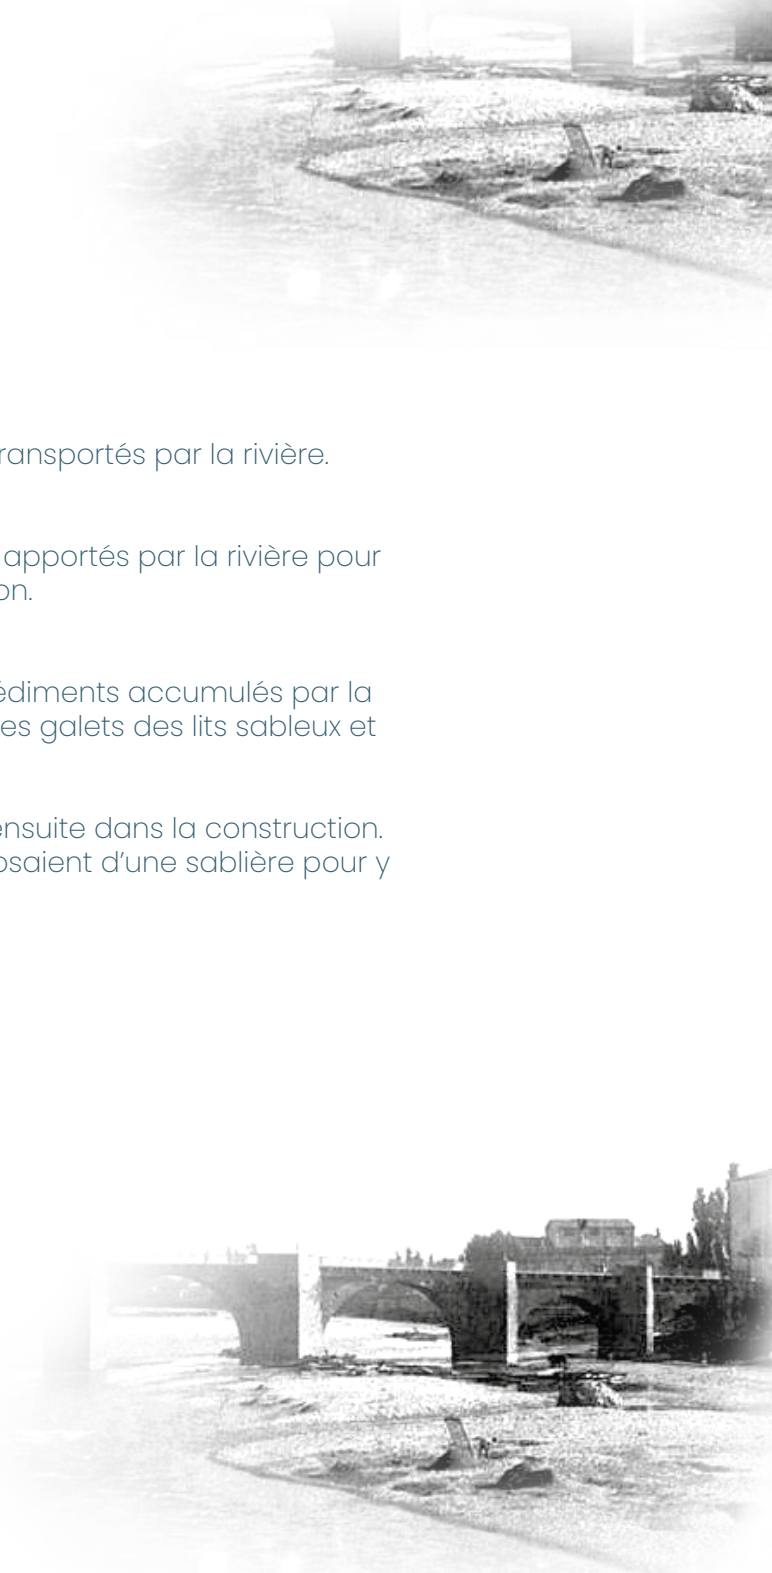 ransportés par la rivière.
apportés par la rivière pour
on.
édiments accumulés par la
es galets des lits sableux et
ensuite dans la construction.
osaient d’une sablière pour y